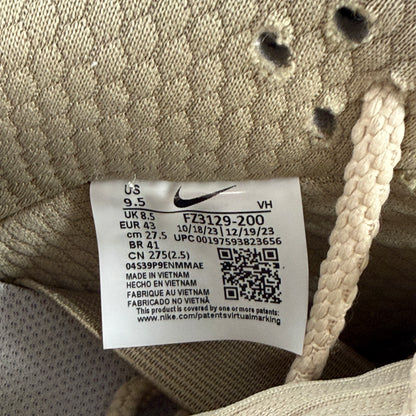 US
9.5
VH
UK 8.5
FZ3129-200
EUR 43
10/18/23 12/19/23
cm 27.5
UPC 00197593823656
BR 41
CN 275(2.5)
04S39P9ENMMAE
MADE IN VIETNAM
HECHO EN VIETNAM
FABRIQUE AU VIETNAM
FABRICADO NO VIETNÃ
This product is covered by one or more patents. See
www.nike.com/patentsvirtualmarking